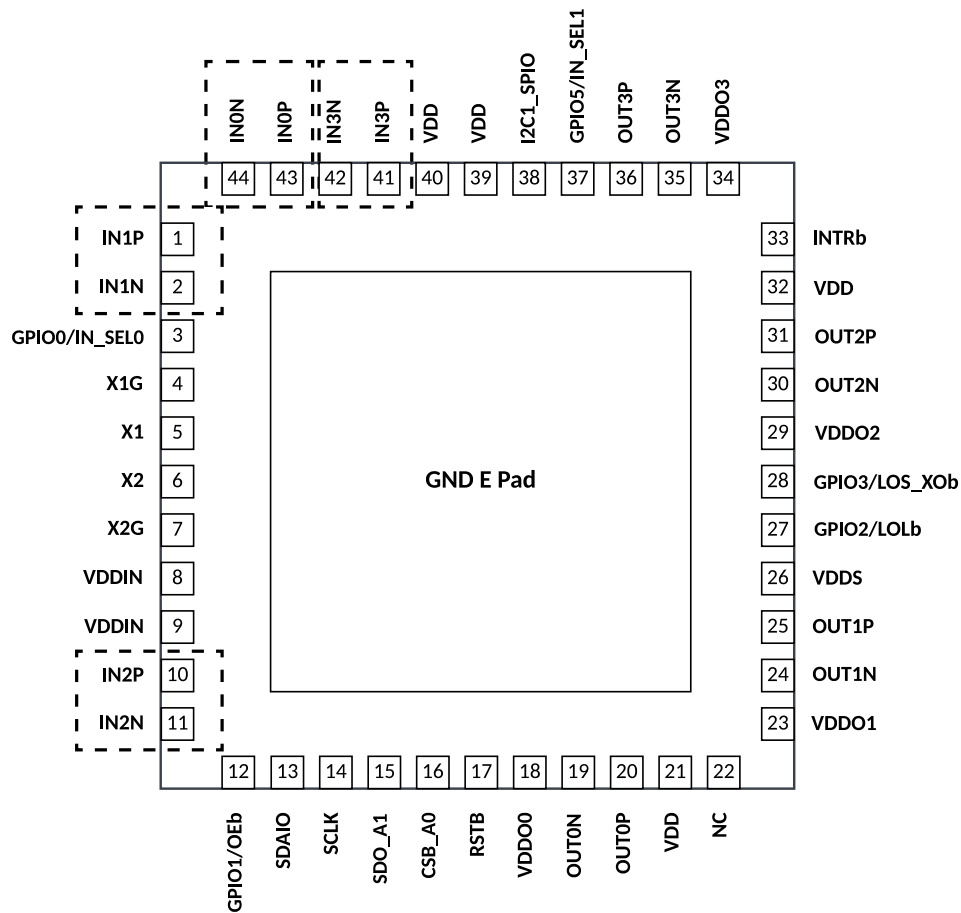 IN0N
IN0P
IN3N
IN3P
VDD
VDD
I2C1_SPIO
GPIO5/IN_SEL1
OUT3P
OUT3N
VDDO3
44 43 42 41 40 39 38 37 36 35 34
IN1P 1
IN1N 2
GPIO0/IN_SEL0 3
X1G 4
X1 5
X2 6
X2G 7
VDDIN 8
VDDIN 9
IN2P 10
IN2N 11
GND E Pad
33 INTRb
32 VDD
31 OUT2P
30 OUT2N
29 VDDO2
28 GPIO3/LOS_XOb
27 GPIO2/LOLb
26 VDDS
25 OUT1P
24 OUT1N
23 VDDO1
12 13 14 15 16 17 18 19 20 21 22
GPIO1/OEb
SDAIO
SCLK
SDO_A1
CSB_A0
RSTB
VDDO0
OUT0N
OUT0P
VDD
NC